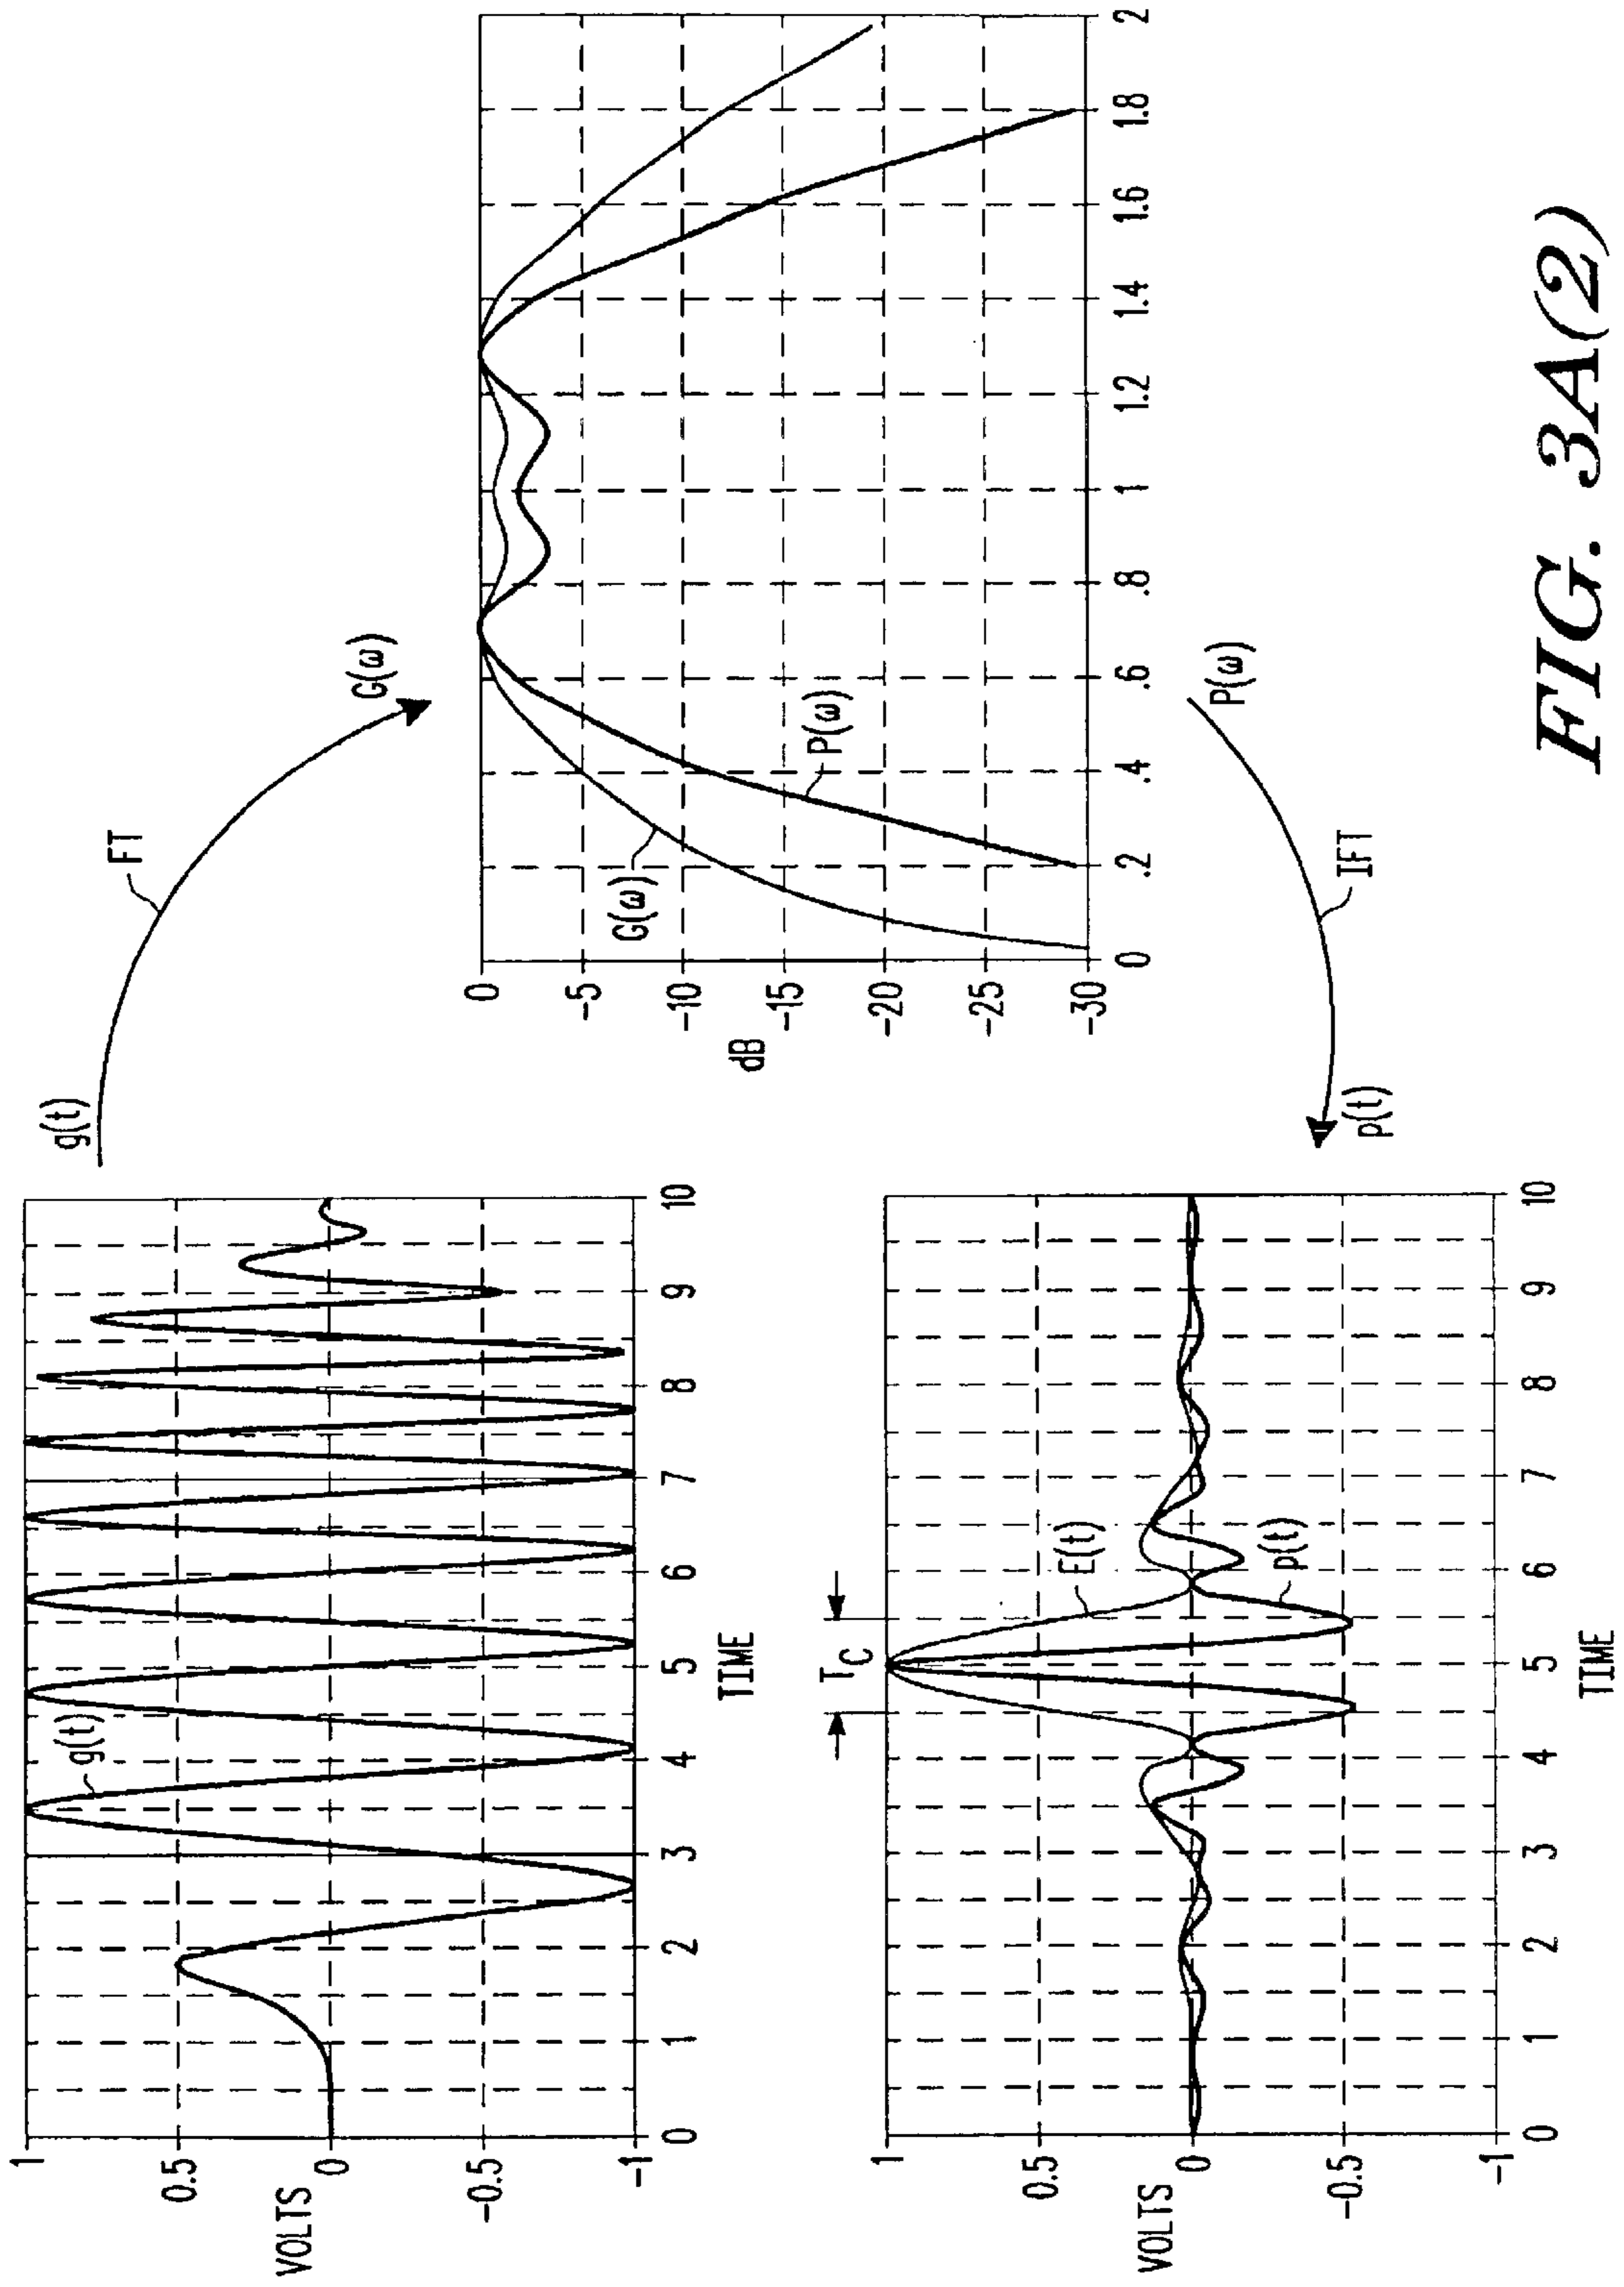 1
0.5
VOLTS
0
-0.5
-1
0 1 2 3 4 5 6 7 8 9 10
TIME
g(t)
g(t)
FT
G(ω)
0
-5
-10
dB
-15
-20
-25
-30
0 .2 .4 .6 .8 1 1.2 1.4 1.6 1.8 2
G(ω)
P(ω)
P(ω)
IFT
p(t)
1
0.5
VOLTS
0.0
-0.5
-1
0 1 2 3 4 5 6 7 8 9 10
TIME
TC
E(t)
p(t)
FIG. 3A(2)